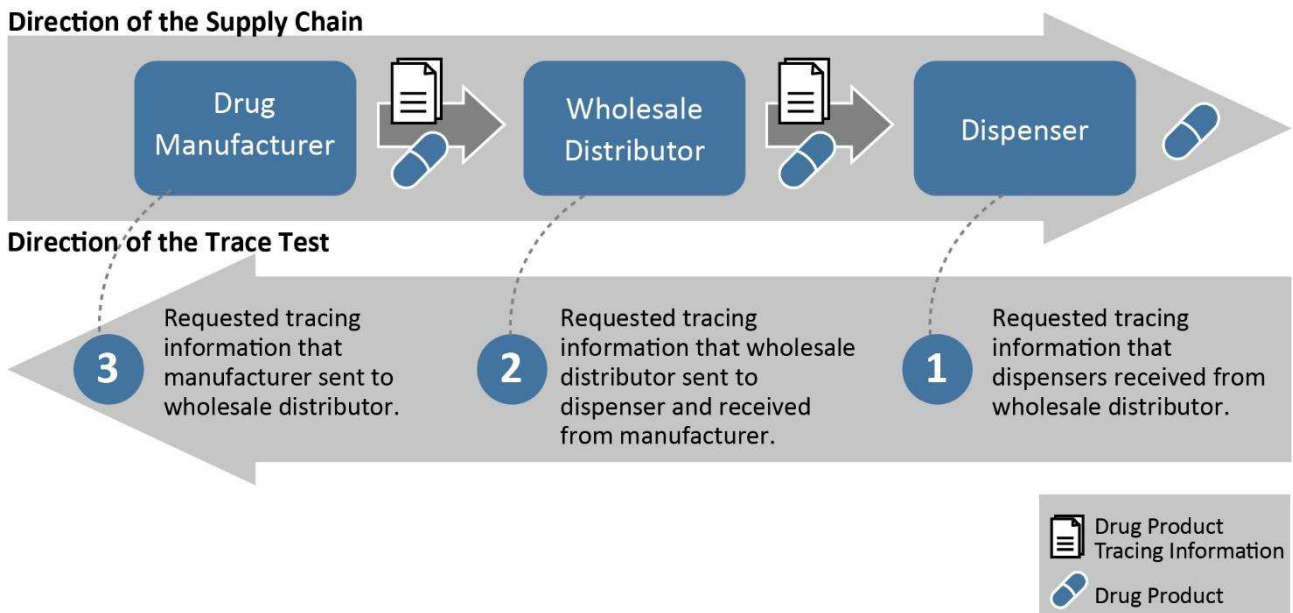 Direction of the Supply Chain
Drug
Manufacturer
Wholesale
Distributor
Dispenser
Direction of the Trace Test
3
Requested tracing
information that
manufacturer sent to
wholesale distributor.
2
Requested tracing
information that wholesale
distributor sent to
dispenser and received
from manufacturer.
1
Requested tracing
information that
dispensers received from
wholesale distributor.
Drug Product
Tracing Information
Drug Product